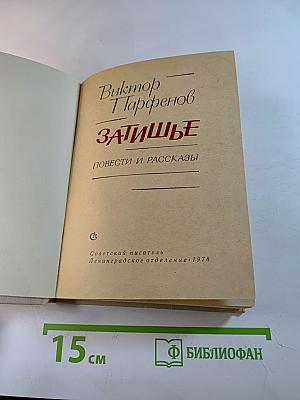 Виктор
Парфенов
ЗАТИШЬЕ
ПОВЕСТИ И РАССКАЗЫ
Советский писатель
Ленинградское отделение · 1978
15 см
Ф БИБЛИОФАН